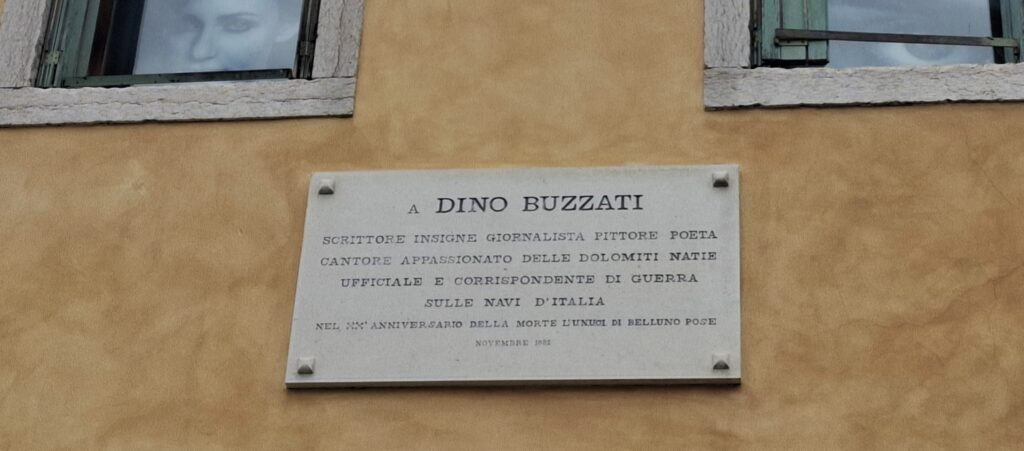 A DINO BUZZATI
SCRITTORE INSIGNE GIORNALISTA PITTORE POETA
CANTORE APPASSIONATO DELLE DOLOMITI NATIE
UFFICIALE E CORRISPONDENTE DI GUERRA
SULLE NAVI D'ITALIA
NEL XX° ANNIVERSARIO DELLA MORTE L'UNUCI DI BELLUNO POSE
NOVEMBRE